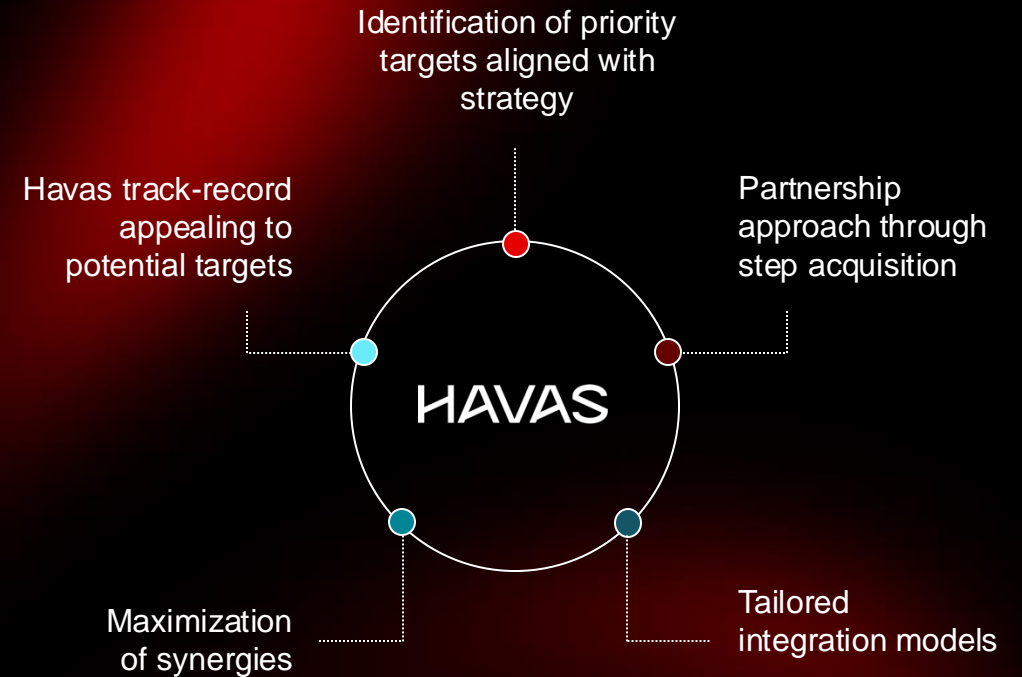 Identification of priority
targets aligned with
strategy
Havas track-record
appealing to
potential targets
Partnership
approach through
step acquisition
HAVAS
Maximization
of synergies
Tailored
integration models